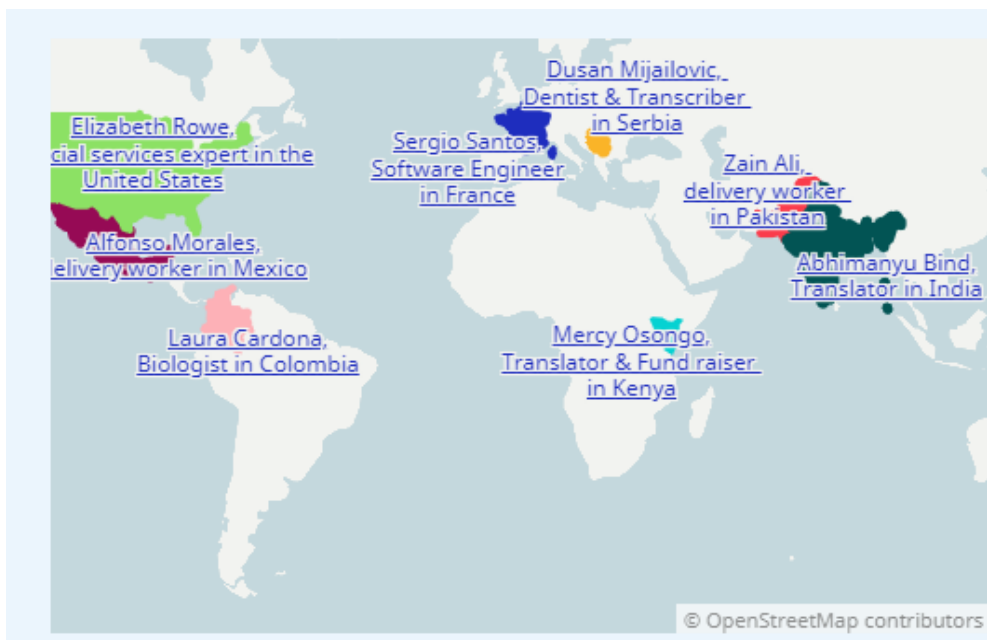 Dusan Mijailovic,
Dentist & Transcriber
in Serbia
Elizabeth Rowe,
cial services expert in the
United States
Sergio Santos,
Software Engineer
in France
Zain Ali,
delivery worker
in Pakistan
Alfonso Morales,
delivery worker in Mexico
Abhimanyu Bind,
Translator in India
Laura Cardona,
Biologist in Colombia
Mercy Osongo,
Translator & Fund raiser
in Kenya
© OpenStreetMap contributors